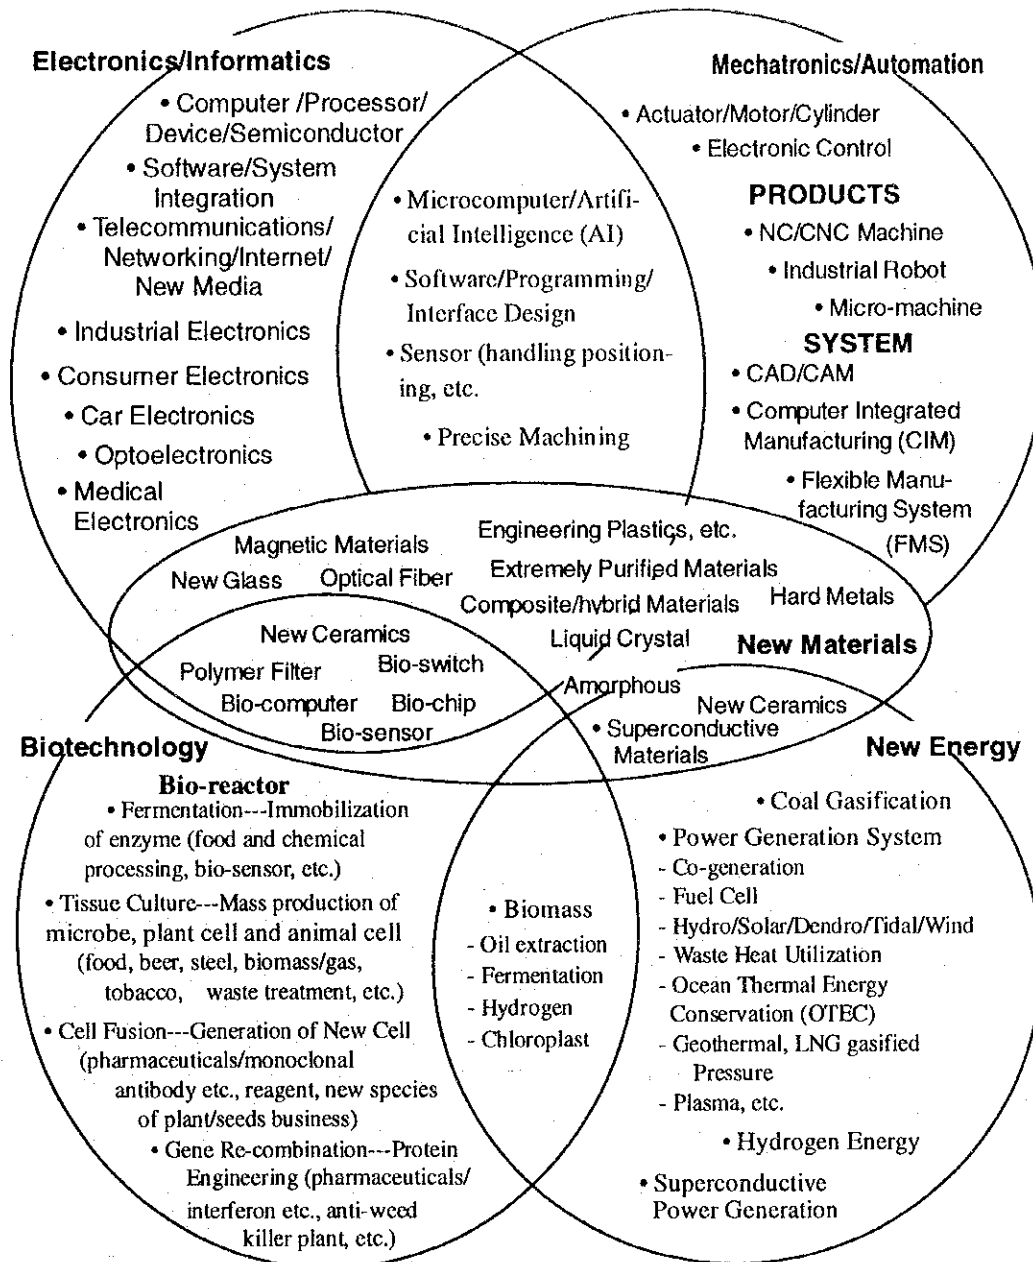 Electronics/Informatics
• Computer /Processor/
Device/Semiconductor
• Software/System
Integration
• Telecommunications/
Networking/Internet/
New Media
• Industrial Electronics
• Consumer Electronics
• Car Electronics
• Optoelectronics
• Medical
Electronics
• Microcomputer/Artifi-
cial Intelligence (AI)
• Software/Programming/
Interface Design
• Sensor (handling position-
ing, etc.
• Precise Machining
Mechatronics/Automation
• Actuator/Motor/Cylinder
• Electronic Control
PRODUCTS
• NC/CNC Machine
• Industrial Robot
• Micro-machine
SYSTEM
• CAD/CAM
• Computer Integrated
Manufacturing (CIM)
• Flexible Manu-
facturing System
(FMS)
Magnetic Materials
New Glass
Optical Fiber
Engineering Plastics, etc.
Extremely Purified Materials
Composite/hybrid Materials
Hard Metals
Liquid Crystal
New Materials
New Ceramics
Polymer Filter
Bio-switch
Bio-computer
Bio-chip
Bio-sensor
Amorphous
New Ceramics
• Superconductive
Materials
Biotechnology
Bio-reactor
• Fermentation---Immobilization
of enzyme (food and chemical
processing, bio-sensor, etc.)
• Tissue Culture---Mass production of
microbe, plant cell and animal cell
(food, beer, steel, biomass/gas,
tobacco, waste treatment, etc.)
• Cell Fusion---Generation of New Cell
(pharmaceuticals/monoclonal
antibody etc., reagent, new species
of plant/seeds business)
• Gene Re-combination---Protein
Engineering (pharmaceuticals/
interferon etc., anti-weed
killer plant, etc.)
• Biomass
- Oil extraction
- Fermentation
- Hydrogen
- Chloroplast
New Energy
• Coal Gasification
• Power Generation System
- Co-generation
- Fuel Cell
- Hydro/Solar/Dendro/Tidal/Wind
- Waste Heat Utilization
- Ocean Thermal Energy
Conservation (OTEC)
- Geothermal, LNG gasified
Pressure
- Plasma, etc.
• Hydrogen Energy
• Superconductive
Power Generation